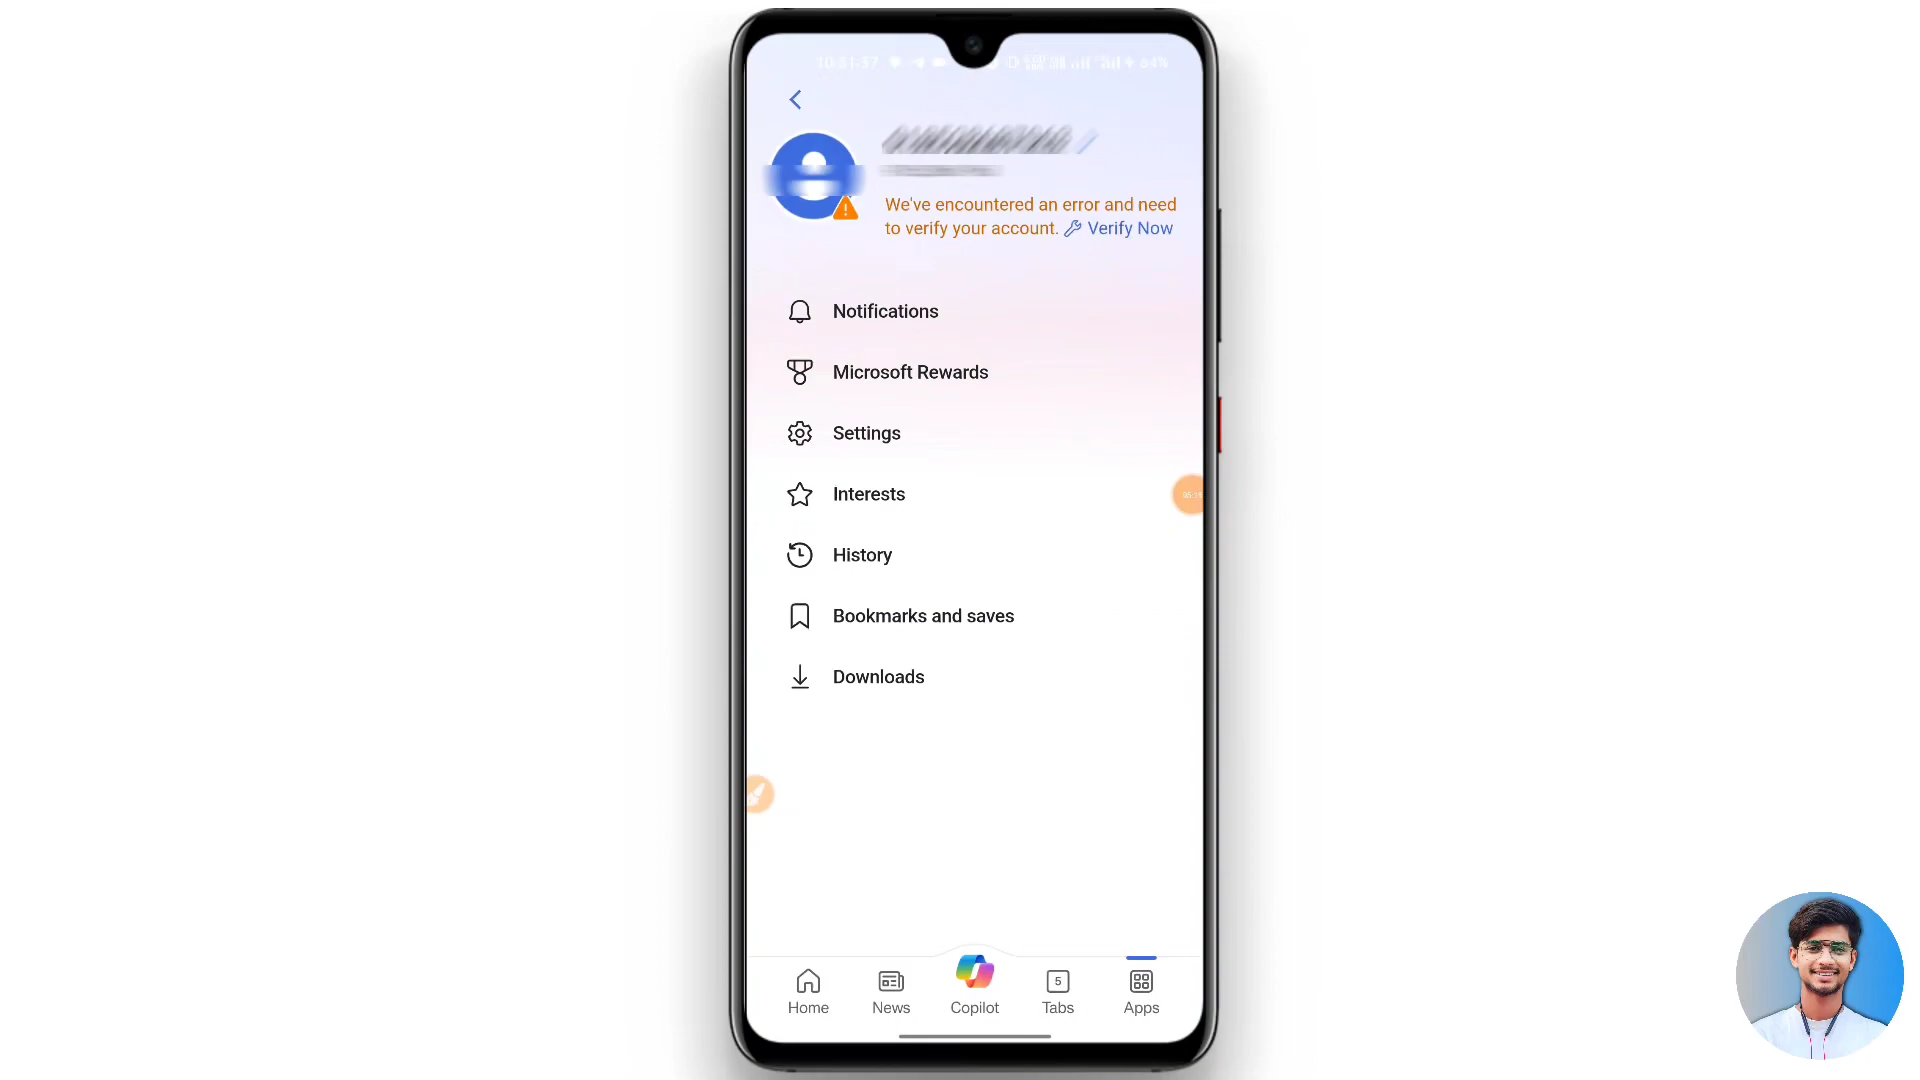 We've encountered an error and need
to verify your account. Verify Now
Notifications
Microsoft Rewards
Settings
Interests
History
Bookmarks and saves
Downloads
Home
News
Copilot
5
Tabs
Apps